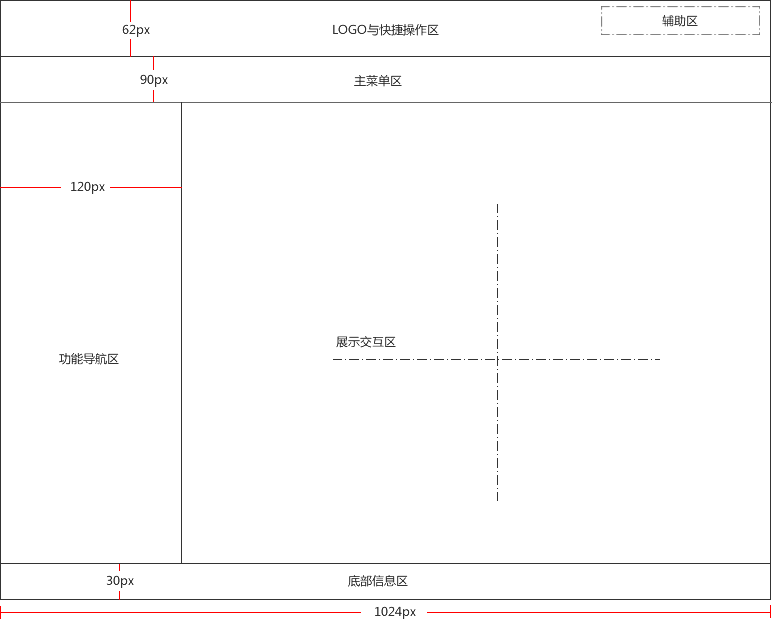 62px
LOGO与快捷操作区
辅助区
90px
主菜单区
120px
展示交互区
功能导航区
30px
底部信息区
1024px